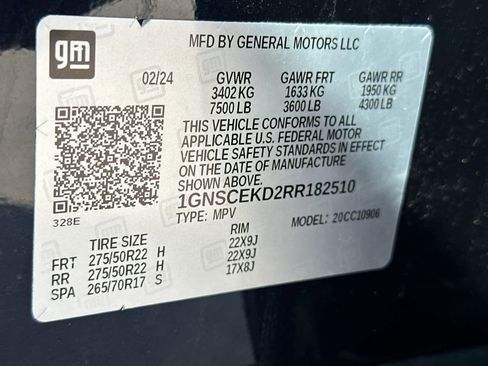 gm
MFD BY GENERAL MOTORS LLC
02/24 GVWR GAWR FRT GAWR RR
3402 KG 1633 KG 1950 KG
7500 LB 3600 LB 4300 LB
THIS VEHICLE CONFORMS TO ALL
APPLICABLE U.S. FEDERAL MOTOR
VEHICLE SAFETY STANDARDS IN EFFECT
ON THE DATE OF MANUFACTURE
SHOWN ABOVE.
1GNSCEKD2RR182510
328E TYPE: MPV MODEL: 20CC10906
TIRE SIZE RIM
FRT 275/50R22 H 22X9J
RR 275/50R22 H 22X9J
SPA 265/70R17 S 17X8J